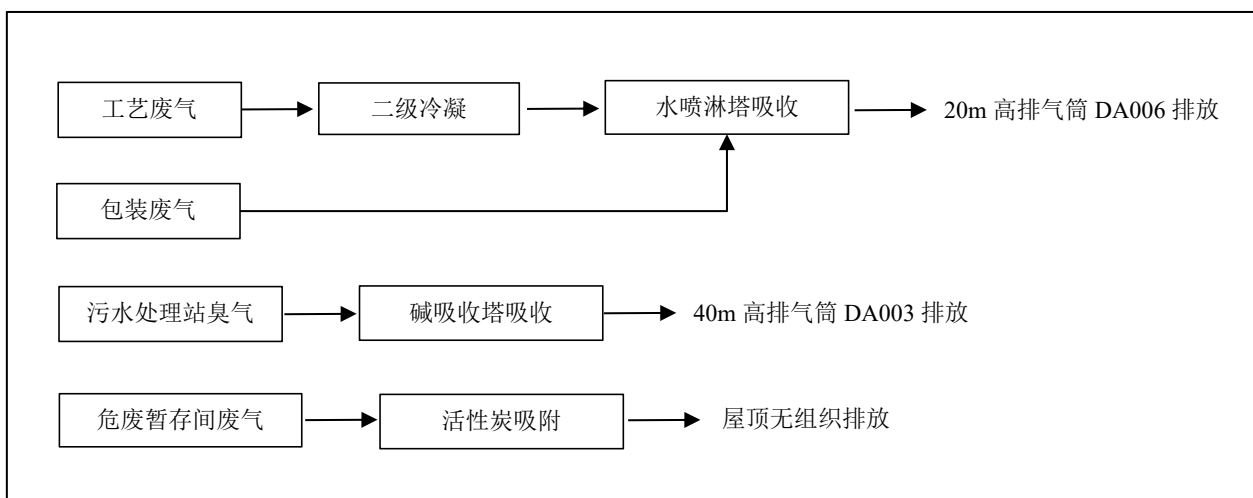 工艺废气
二级冷凝
水喷淋塔吸收
20m 高排气筒 DA006 排放
包装废气
污水处理站臭气
碱吸收塔吸收
40m 高排气筒 DA003 排放
危废暂存间废气
活性炭吸附
屋顶无组织排放